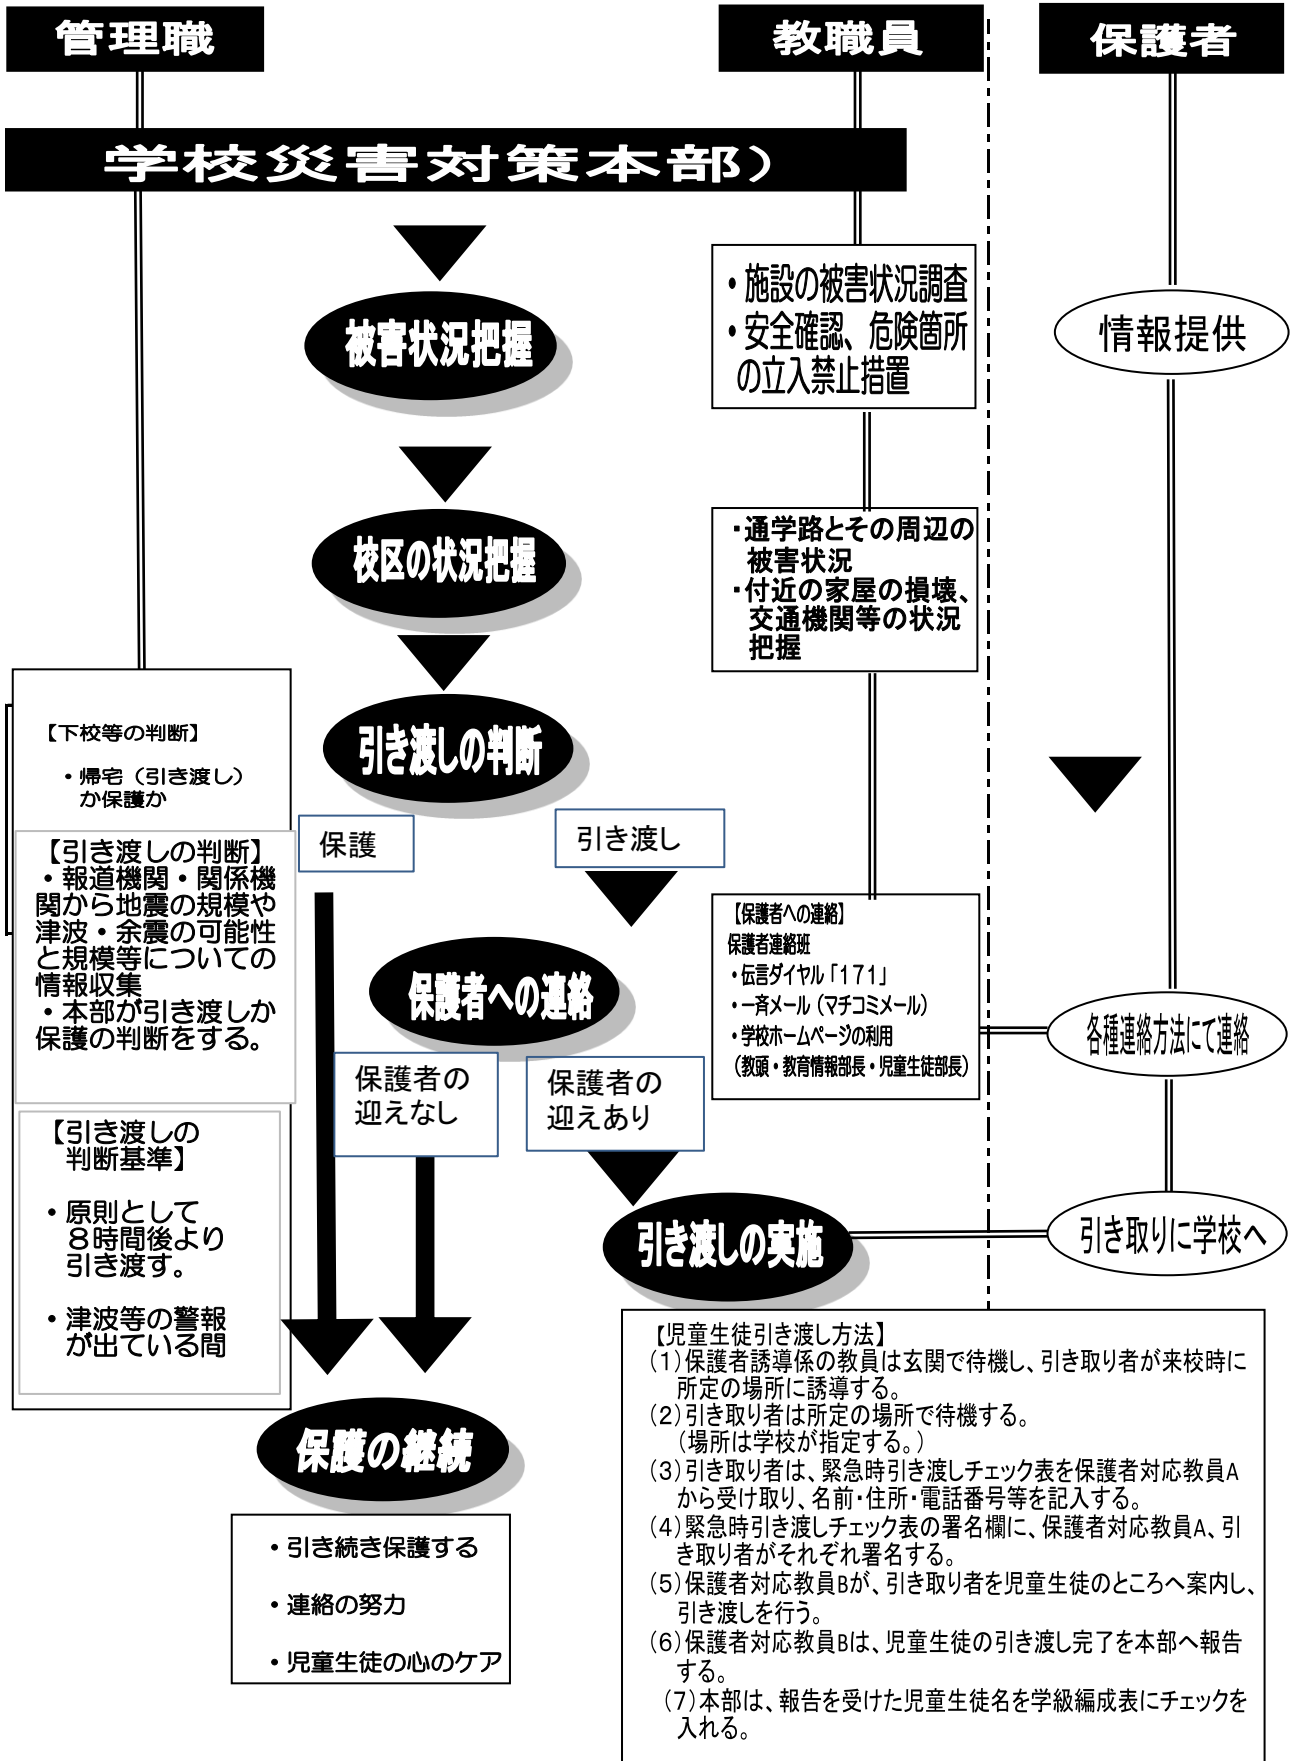 管理職
教職員
保護者
学校災害対策本部）
被害状況把握
・施設の被害状況調査
・安全確認、危険箇所
の立入禁止措置
情報提供
校区の状況把握
・通学路とその周辺の
被害状況
・付近の家屋の損壊、
交通機関等の状況
把握
引き渡しの判断
【下校等の判断】
・帰宅（引き渡し）
か保護か
【引き渡しの判断】
・報道機関・関係機
関から地震の規模や
津波・余震の可能性
と規模等についての
情報収集
・本部が引き渡しか
保護の判断をする。
【引き渡しの
判断基準】
・原則として
８時間後より
引き渡す。
・津波等の警報
が出ている間
保護
引き渡し
保護者への連絡
【保護者への連絡】
保護者連絡班
・伝言ダイヤル「１７１」
・一斉メール（マチコミメール）
・学校ホームページの利用
（教頭・教育情報部長・児童生徒部長）
各種連絡方法にて連絡
保護者の
迎えなし
保護者の
迎えあり
引き渡しの実施
引き取りに学校へ
保護の継続
・引き続き保護する
・連絡の努力
・児童生徒の心のケア
【児童生徒引き渡し方法】
（１）保護者誘導係の教員は玄関で待機し、引き取り者が来校時に
所定の場所に誘導する。
（２）引き取り者は所定の場所で待機する。
（場所は学校が指定する。）
（３）引き取り者は、緊急時引き渡しチェック表を保護者対応教員A
から受け取り、名前・住所・電話番号等を記入する。
（４）緊急時引き渡しチェック表の署名欄に、保護者対応教員A、引
き取り者がそれぞれ署名する。
（５）保護者対応教員Bが、引き取り者を児童生徒のところへ案内し、
引き渡しを行う。
（６）保護者対応教員Bは、児童生徒の引き渡し完了を本部へ報告
する。
（７）本部は、報告を受けた児童生徒名を学級編成表にチェックを
入れる。